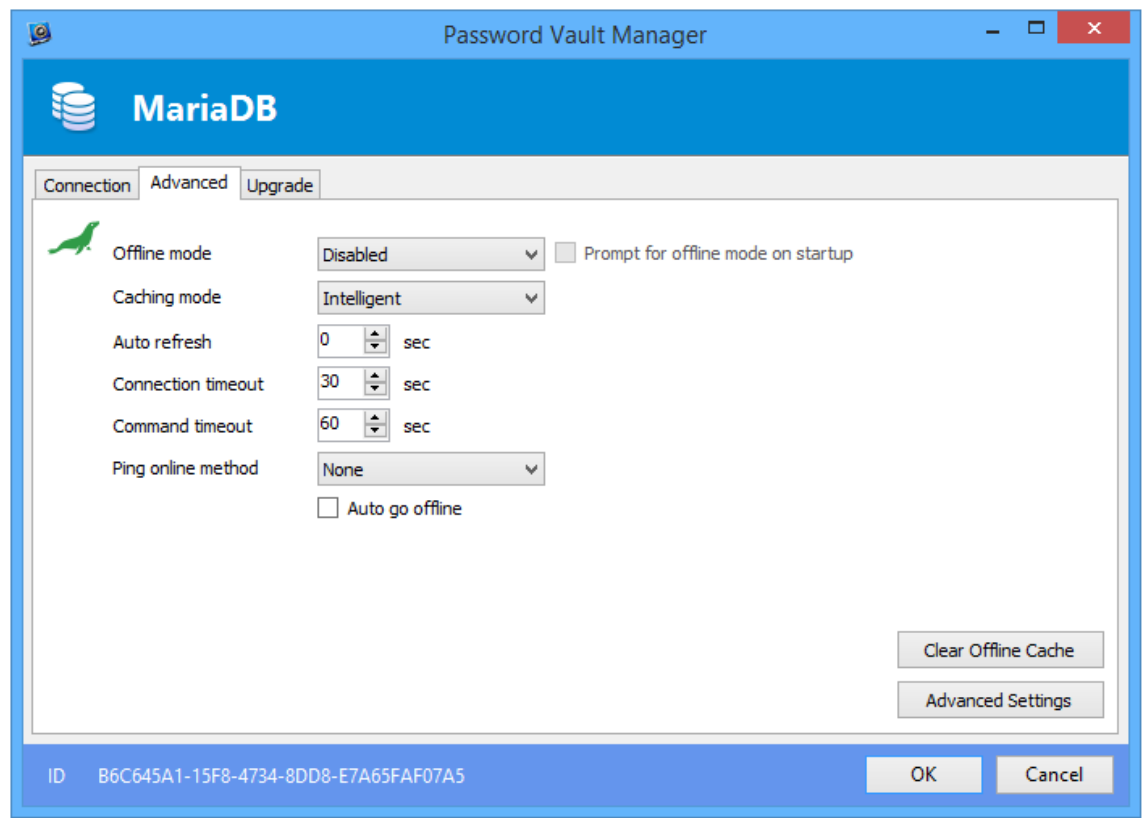 Password Vault Manager
MariaDB
Connection Advanced Upgrade
Offline mode Disabled Prompt for offline mode on startup
Caching mode Intelligent
Auto refresh 0 sec
Connection timeout 30 sec
Command timeout 60 sec
Ping online method None
Auto go offline
Clear Offline Cache
Advanced Settings
ID B6C645A1-15F8-4734-8DD8-E7A65FAF07A5 OK Cancel